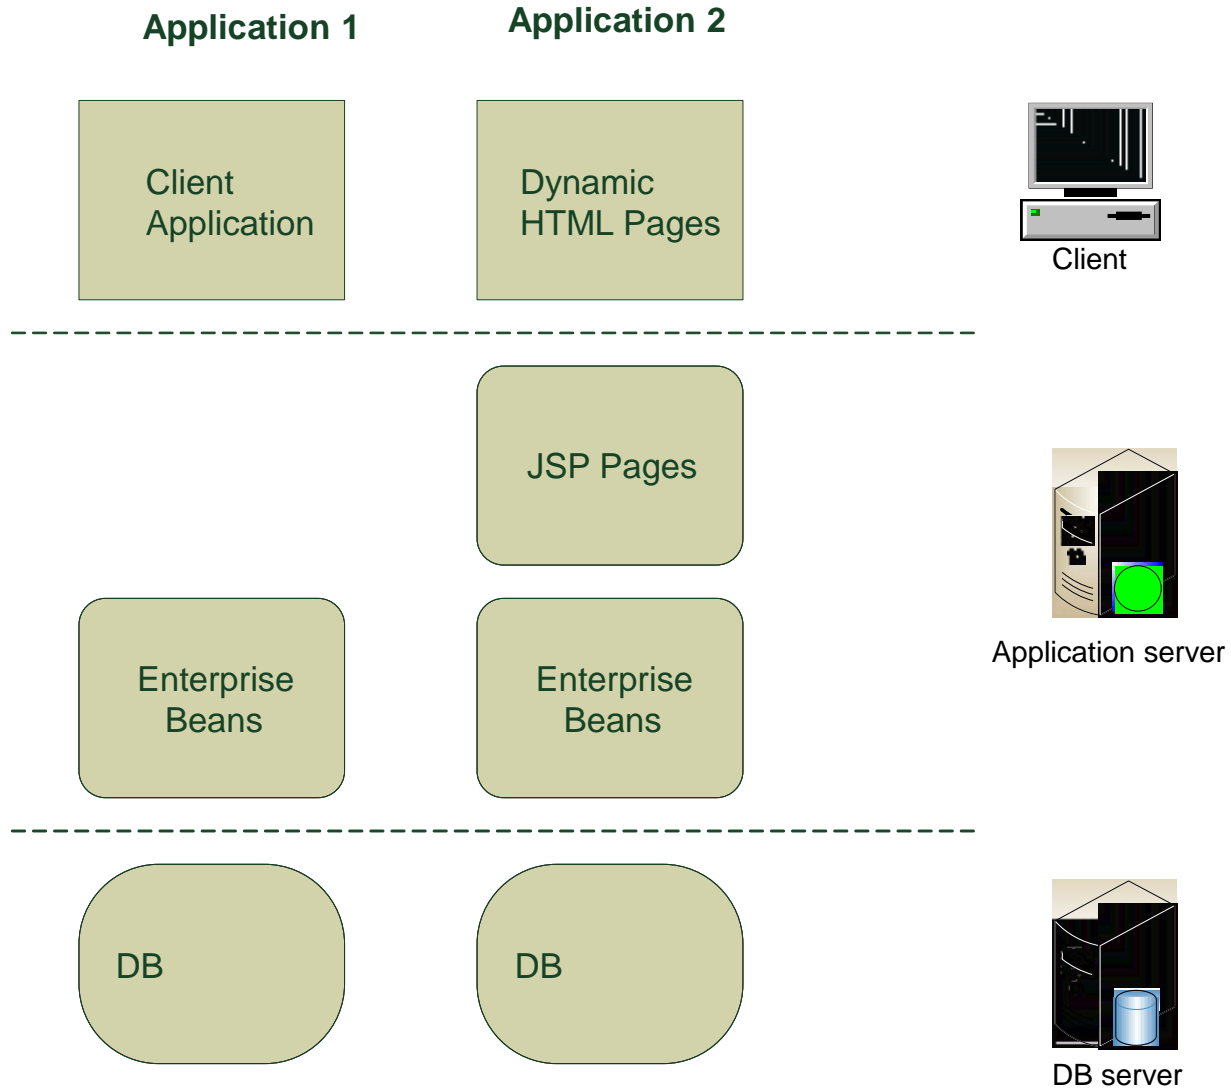 Application 1
Application 2
Client
Application
Dynamic
HTML Pages
Client
JSP Pages
Application server
Enterprise
Beans
Enterprise
Beans
DB
DB
DB server